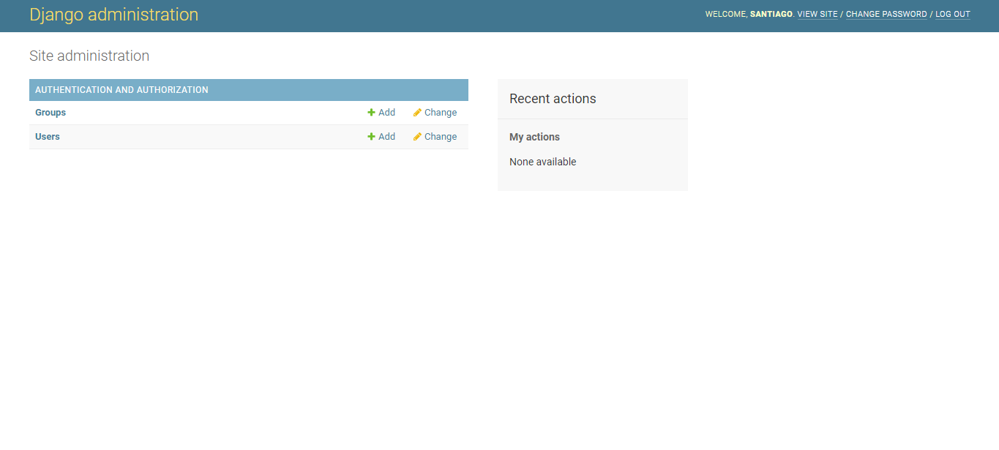 Django administration
WELCOME, SANTIAGO. VIEW SITE / CHANGE PASSWORD / LOG OUT
Site administration
AUTHENTICATION AND AUTHORIZATION
Groups Add Change
Users Add Change
Recent actions
My actions
None available